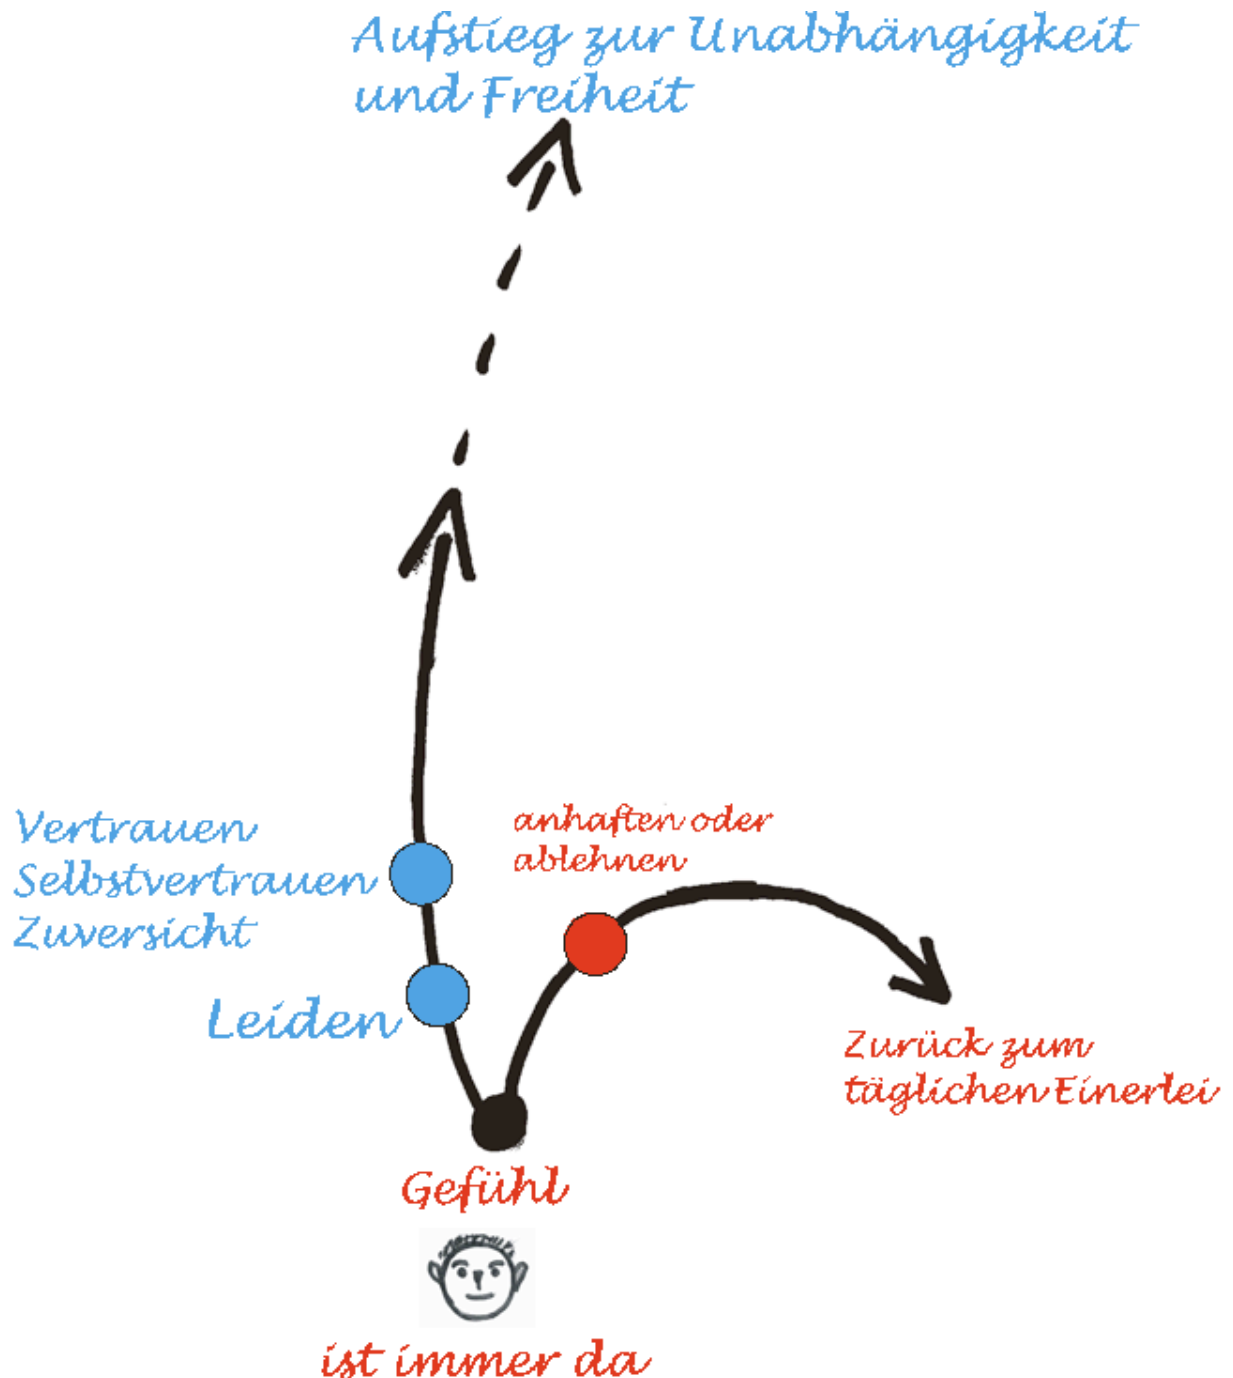 Aufstieg zur Unabhängigkeit
und Freiheit
Vertrauen
Selbstvertrauen
Zuversicht
anhaften oder
ablehnen
Leiden
Zurück zum
täglichen Einerlei
Gefühl
ist immer da